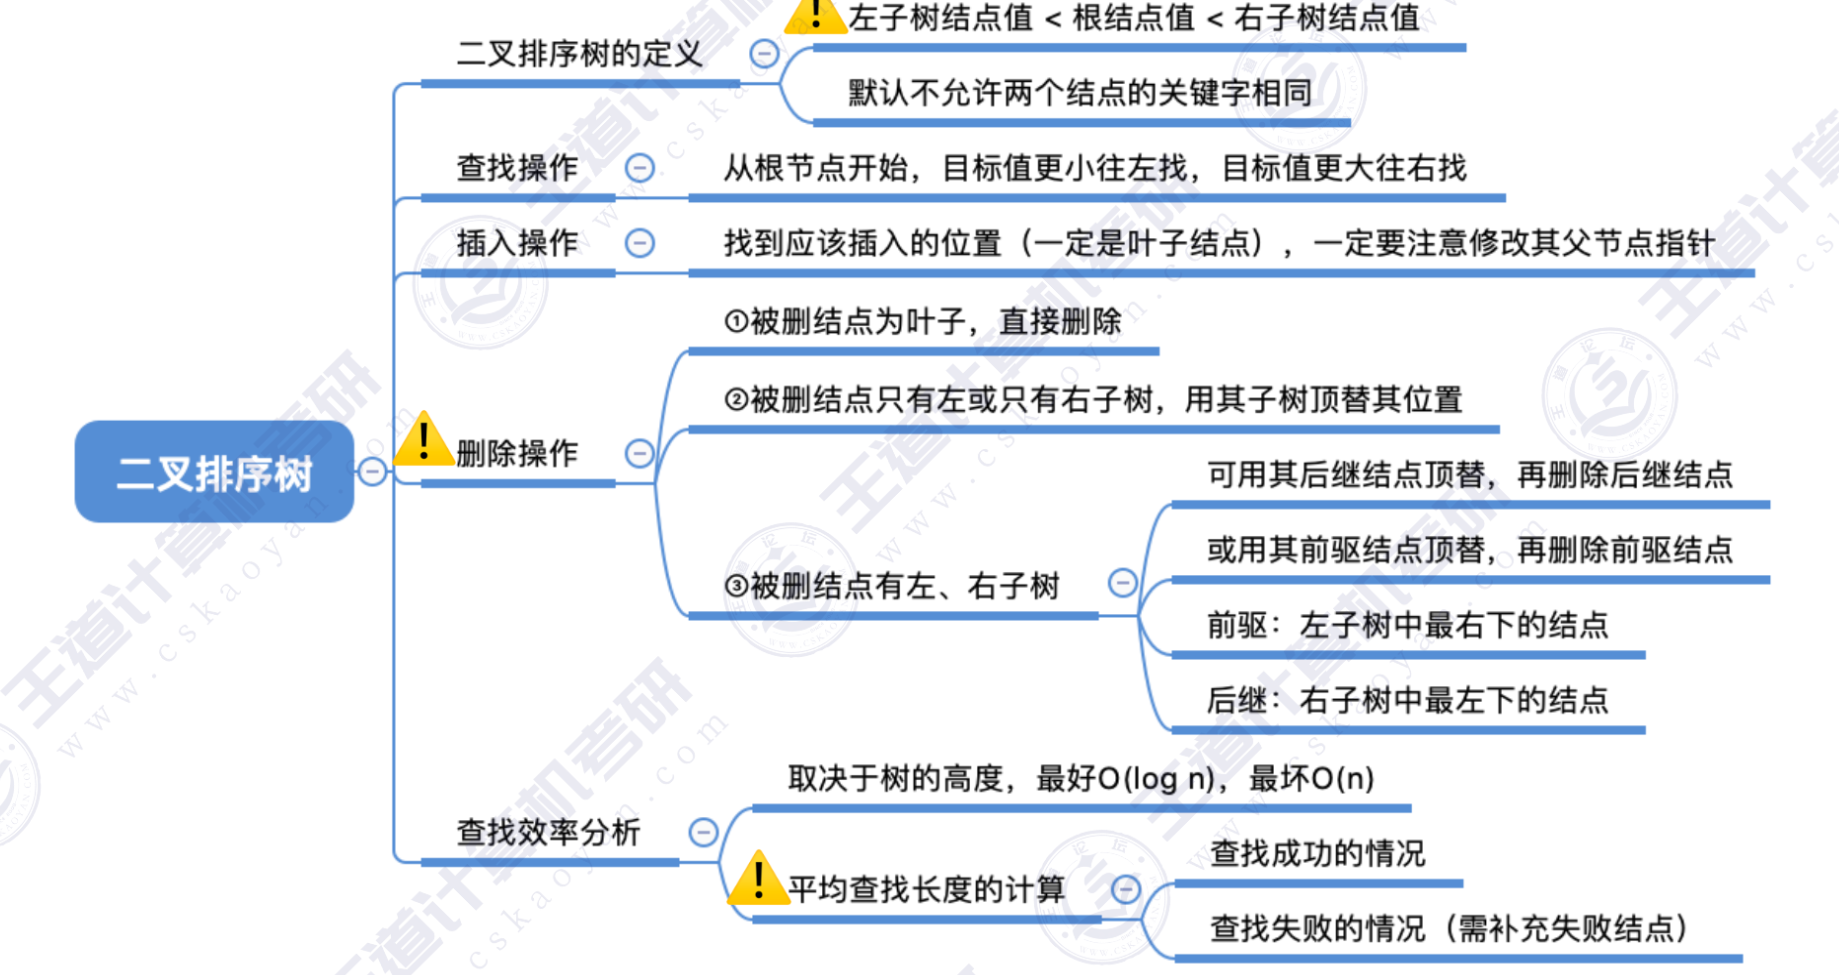 左子树结点值 < 根结点值 < 右子树结点值
二叉排序树的定义
默认不允许两个结点的关键字相同
查找操作
从根节点开始，目标值更小往左找，目标值更大往右找
插入操作
找到应该插入的位置（一定是叶子结点），一定要注意修改其父节点指针
①被删结点为叶子，直接删除
②被删结点只有左或只有右子树，用其子树顶替其位置
删除操作
二叉排序树
可用其后继结点顶替，再删除后继结点
或用其前驱结点顶替，再删除前驱结点
③被删结点有左、右子树
前驱：左子树中最右下的结点
后继：右子树中最左下的结点
取决于树的高度，最好O(log n)，最坏O(n)
查找效率分析
查找成功的情况
平均查找长度的计算
查找失败的情况（需补充失败结点）
王道计算机考研
www.cskaoyan.com